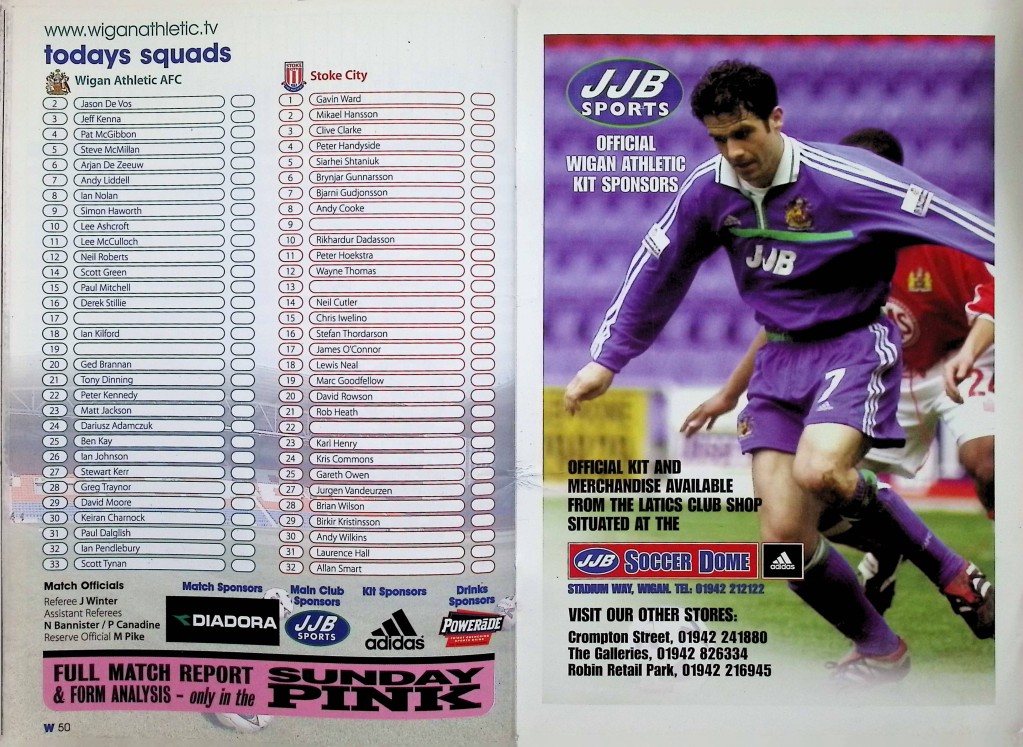 www.wiganathletic.tv
todays squads
Wigan Athletic AFC
2 Jason De Vos
3 Jeff Kenna
4 Pat McGibbon
5 Steve McMillan
6 Arjan De Zeeuw
7 Andy Liddell
8 Ian Nolan
9 Simon Haworth
10 Lee Ashcroft
11 Lee McCulloch
12 Neil Roberts
14 Scott Green
15 Paul Mitchell
16 Derek Stillie
17
18 Ian Kilford
19
20 Ged Brannan
21 Tony Dinning
22 Peter Kennedy
23 Matt Jackson
24 Dariusz Adamczuk
25 Ben Kay
26 Ian Johnson
27 Stewart Kerr
28 Greg Traynor
29 David Moore
30 Keiran Charnock
31 Paul Dalglish
32 Ian Pendlebury
33 Scott Tynan
STOKE
Stoke City
1 Gavin Ward
2 Mikael Hansson
3 Clive Clarke
4 Peter Handyside
5 Siarhei Shtaniuk
6 Brynjar Gunnarsson
7 Bjarni Gudjonsson
8 Andy Cooke
9
10 Rikhardur Dadasson
11 Peter Hoekstra
12 Wayne Thomas
13
14 Neil Cutler
15 Chris Iwelino
16 Stefan Thordarson
17 James O'Connor
18 Lewis Neal
19 Marc Goodfellow
20 David Rowson
21 Rob Heath
22
23 Karl Henry
24 Kris Commons
25 Gareth Owen
27 Jurgen Vandeurzen
28 Brian Wilson
29 Birkir Kristinsson
30 Andy Wilkins
31 Laurence Hall
32 Allan Smart
Match Officials
Referee J Winter
Assistant Referees
N Bannister / P Canadine
Reserve Official M Pike
Match Sponsors
DIADORA
Main Club
Sponsors
JJB
SPORTS
Kit Sponsors
adidas
Drinks
Sponsors
POWERADE
FULL MATCH REPORT
& FORM ANALYSIS - only in the
SUNDAY
PINK
W 50
JJB
SPORTS
OFFICIAL
WIGAN ATHLETIC
KIT SPONSORS
JJB
7
2
OFFICIAL KIT AND
MERCHANDISE AVAILABLE
FROM THE LATICS CLUB SHOP
SITUATED AT THE
JJB SOCCER DOME
adidas
STADIUM WAY, WIGAN. TEL: 01942 212122
VISIT OUR OTHER STORES:
Crompton Street, 01942 241880
The Galleries, 01942 826334
Robin Retail Park, 01942 216945